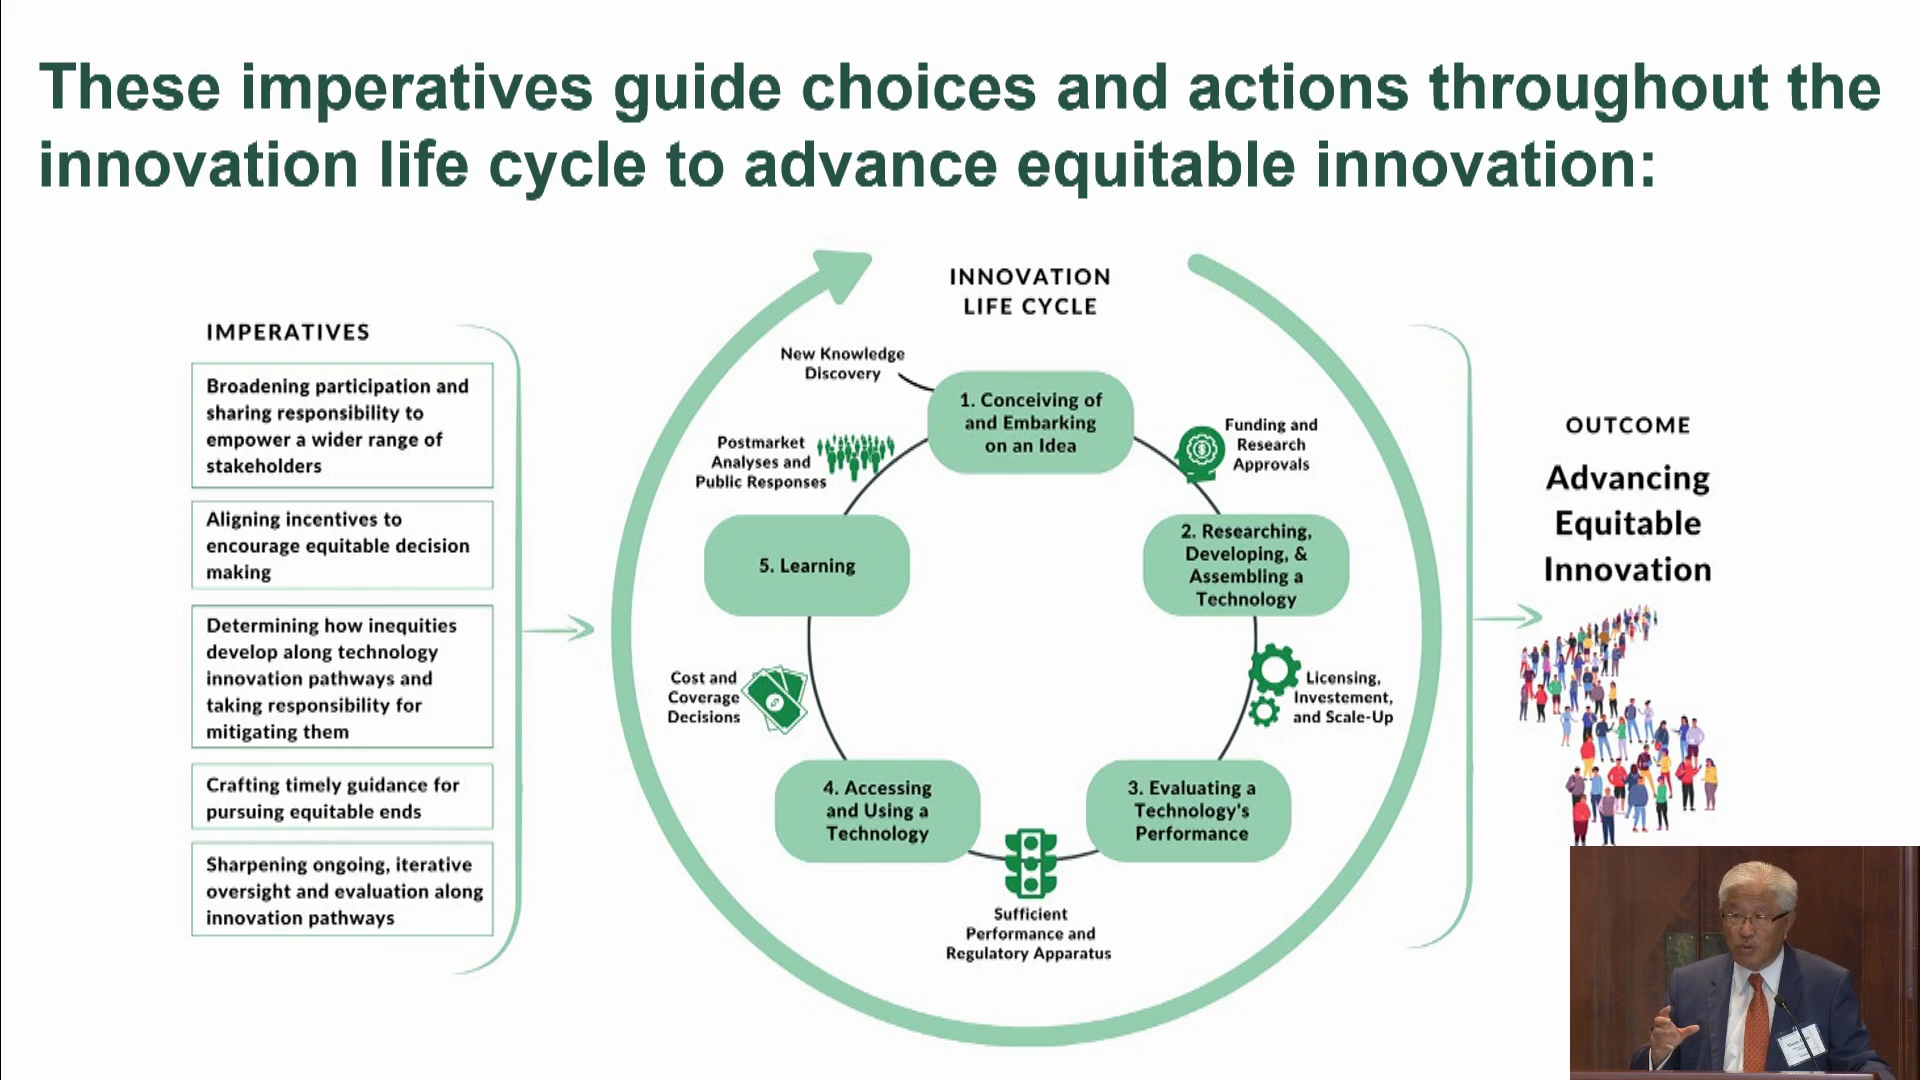 These imperatives guide choices and actions throughout the
innovation life cycle to advance equitable innovation:
IMPERATIVES
Broadening participation and
sharing responsibility to
empower a wider range of
stakeholders
Aligning incentives to
encourage equitable decision
making
Determining how inequities
develop along technology
innovation pathways and
taking responsibility for
mitigating them
Crafting timely guidance for
pursuing equitable ends
Sharpening ongoing, iterative
oversight and evaluation along
innovation pathways
INNOVATION
LIFE CYCLE
New Knowledge
Discovery
1. Conceiving of
and Embarking
on an Idea
Funding and
Research
Approvals
2. Researching,
Developing, &
Assembling a
Technology
Licensing,
Investement,
and Scale-Up
3. Evaluating a
Technology's
Performance
Sufficient
Performance and
Regulatory Apparatus
4. Accessing
and Using a
Technology
Cost and
Coverage
Decisions
5. Learning
Postmarket
Analyses and
Public Responses
OUTCOME
Advancing
Equitable
Innovation